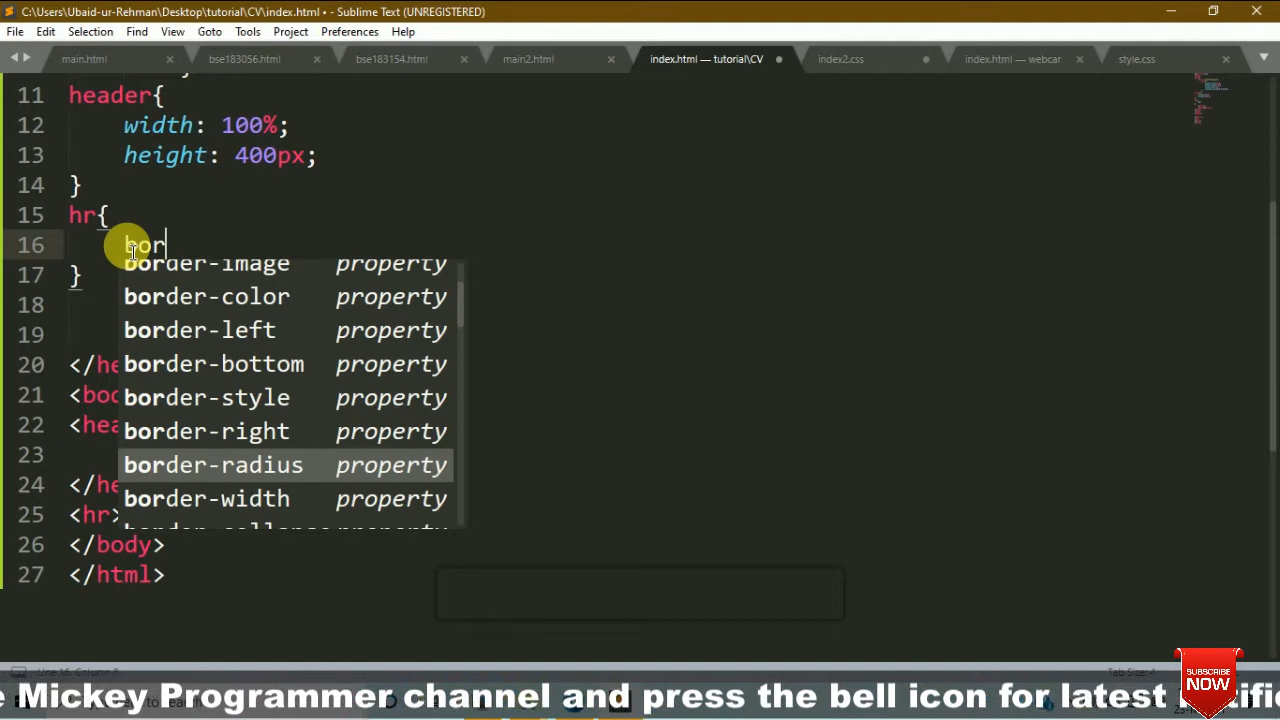 C:\Users\Ubaid-ur-Rehman\Desktop\tutorial\CV\index.html • - Sublime Text (UNREGISTERED)
File Edit Selection Find View Goto Tools Project Preferences Help
main.html bse183056.html bse183154.html main2.html index.html — tutorial\CV index2.css index.html — webcar style.css
11 header{
12 width: 100%;
13 height: 400px;
14 }
15 hr{
16 bor
border-image property
17 }
border-color property
18
border-left property
19
border-bottom property
20 </he
border-style property
21 <bod
border-right property
22 <hea
border-radius property
23
border-width property
24 </he
25 <hr>
26 </body>
27 </html>
e Mickey Programmer channel and press the bell icon for latest
SUBSCRIBE
NOW